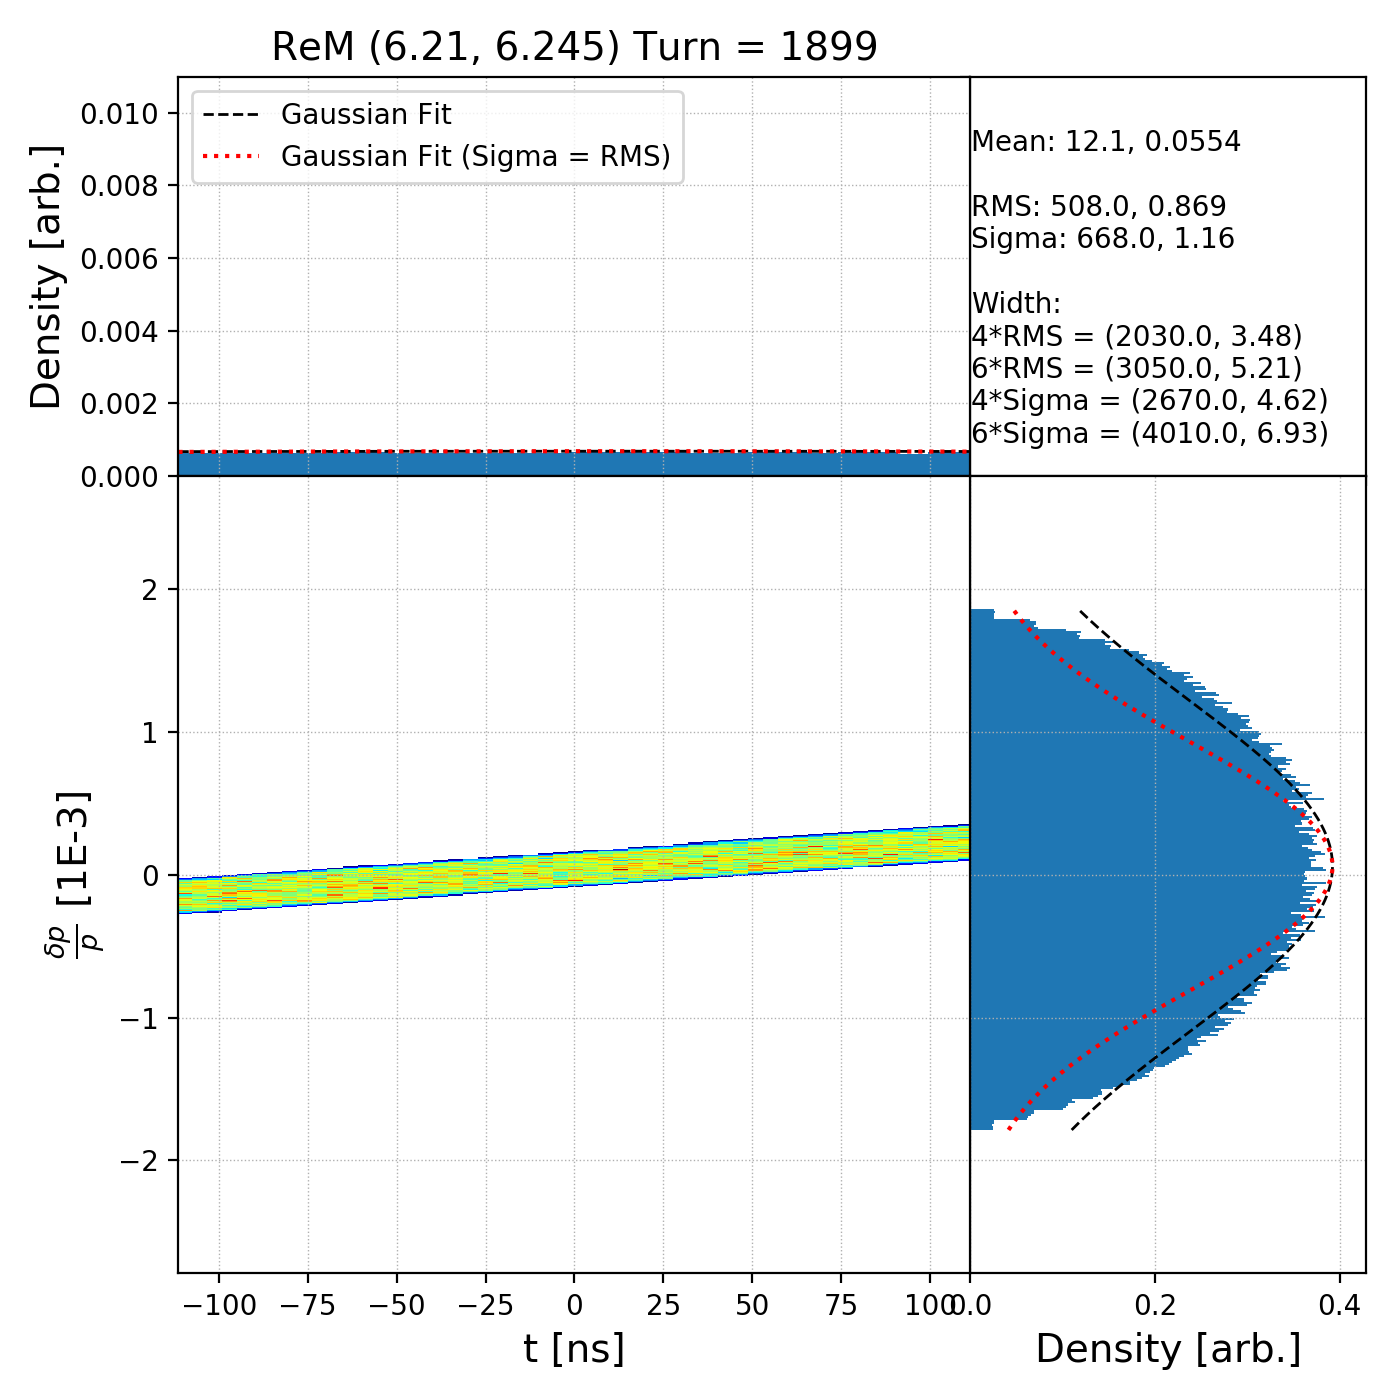 ReM (6.21, 6.245) Turn = 1899
Density [arb.]
0.010
0.008
0.006
0.004
0.002
0.000
Gaussian Fit
Gaussian Fit (Sigma = RMS)
Mean: 12.1, 0.0554
RMS: 508.0, 0.869
Sigma: 668.0, 1.16
Width:
4*RMS = (2030.0, 3.48)
6*RMS = (3050.0, 5.21)
4*Sigma = (2670.0, 4.62)
6*Sigma = (4010.0, 6.93)
δp/p [1E-3]
2
1
0
−1
−2
−100 −75 −50 −25 0 25 50 75 100
t [ns]
0.0 0.2 0.4
Density [arb.]